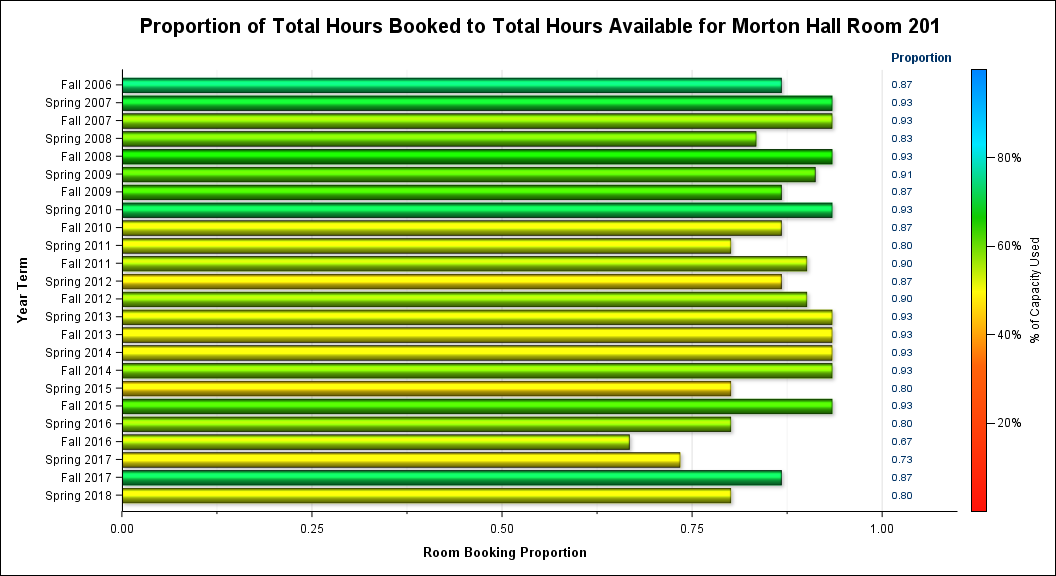 Proportion of Total Hours Booked to Total Hours Available for Morton Hall Room 201
Proportion
Fall 2006 0.87
Spring 2007 0.93
Fall 2007 0.93
Spring 2008 0.83
Fall 2008 0.93
Spring 2009 0.91
Fall 2009 0.87
Spring 2010 0.93
Fall 2010 0.87
Spring 2011 0.80
Fall 2011 0.90
Spring 2012 0.87
Fall 2012 0.90
Spring 2013 0.93
Fall 2013 0.93
Spring 2014 0.93
Fall 2014 0.93
Spring 2015 0.80
Fall 2015 0.93
Spring 2016 0.80
Fall 2016 0.67
Spring 2017 0.73
Fall 2017 0.87
Spring 2018 0.80
Year Term
0.00 0.25 0.50 0.75 1.00
Room Booking Proportion
80%
60%
40%
20%
% of Capacity Used